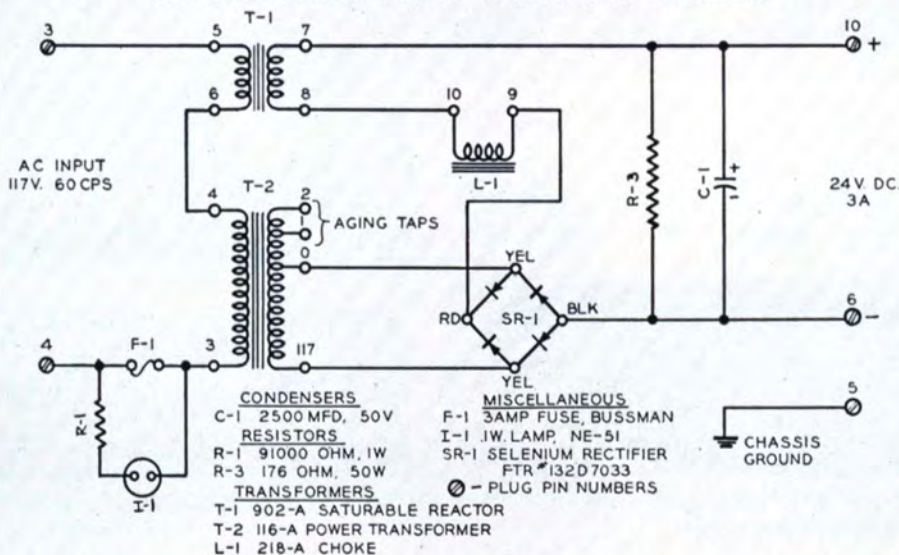 T-1
3
5
7
10
+
6
8
10
9
L-1
AC INPUT
117V. 60 CPS
T-2
4
2
1
0
AGING TAPS
R-3
C-1
+
-
24V. DC.
3A
YEL
RD
SR-1
BLK
YEL
6
-
4
F-1
3
117
R-1
I-1
5
CHASSIS
GROUND
CONDENSERS
C-1 2500 MFD, 50V
RESISTORS
R-1 91000 OHM, 1W
R-3 176 OHM, 50W
TRANSFORMERS
T-1 902-A SATURABLE REACTOR
T-2 116-A POWER TRANSFORMER
L-1 218-A CHOKE
MISCELLANEOUS
F-1 3AMP FUSE, BUSSMAN
I-1 .1W. LAMP, NE-51
SR-1 SELENIUM RECTIFIER
FTR #132D7033
- PLUG PIN NUMBERS